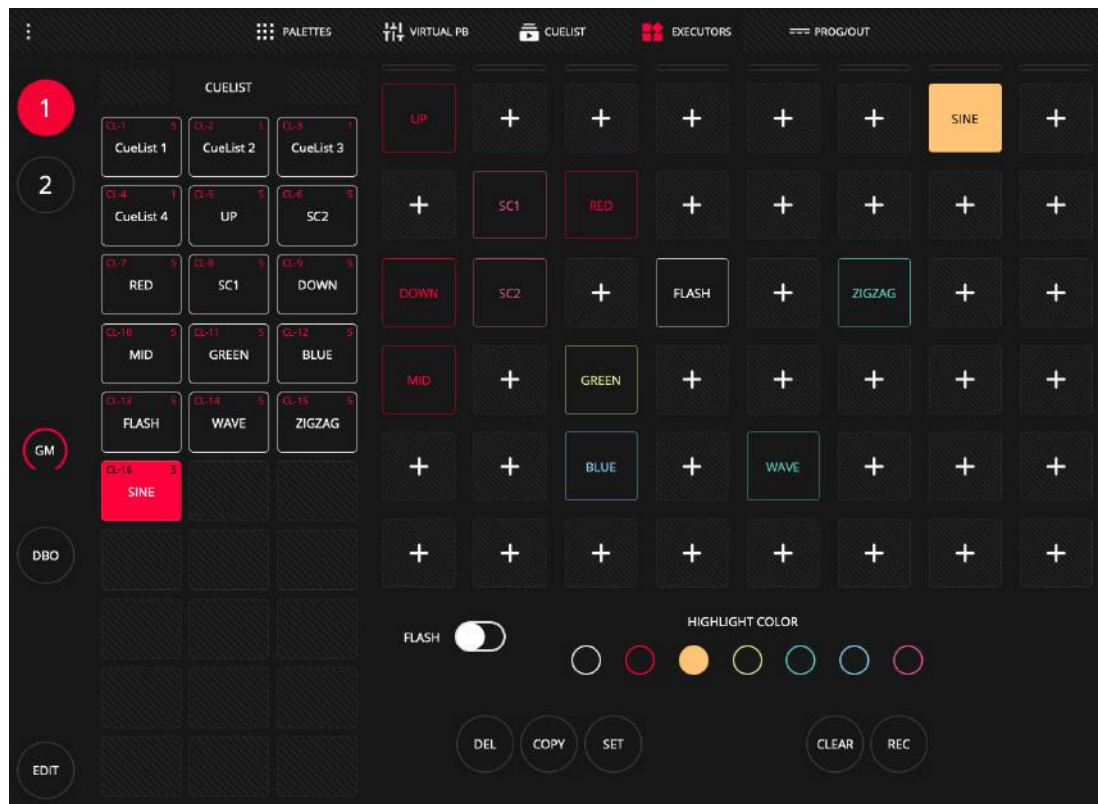 PALETTES VIRTUAL PB CUELIST EXECUTORS PROG/OUT
1
2
GM
DBO
EDIT
CUELIST
CL-1 5 CL-2 1 CL-3 1
CueList 1 CueList 2 CueList 3
CL-4 1 CL-5 5 CL-6 5
CueList 4 UP SC2
CL-7 5 CL-8 5 CL-9 5
RED SC1 DOWN
CL-10 5 CL-11 5 CL-12 5
MID GREEN BLUE
CL-13 5 CL-14 5 CL-15 5
FLASH WAVE ZIGZAG
CL-16 5
SINE
UP + + + + + SINE +
+ SC1 RED + + + + +
DOWN SC2 + FLASH + ZIGZAG + +
MID + GREEN + + + + +
+ + BLUE + WAVE + + +
+ + + + + + + +
FLASH
HIGHLIGHT COLOR
DEL COPY SET CLEAR REC